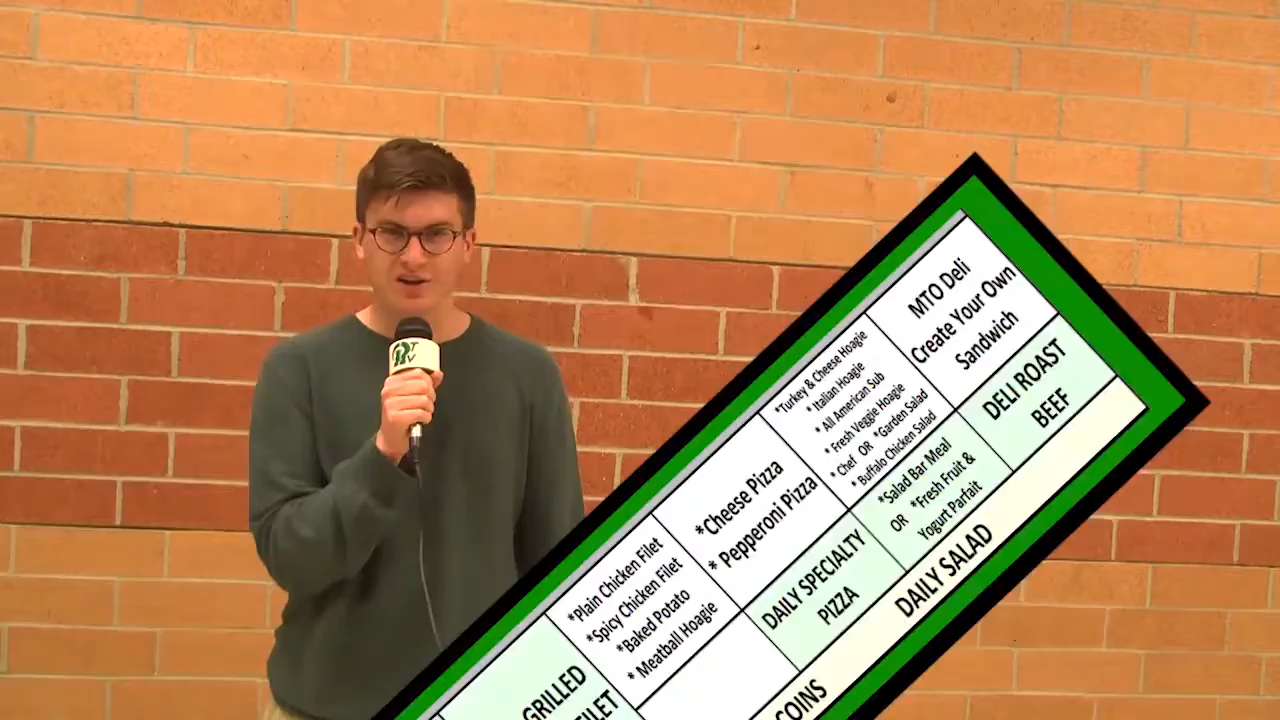 TV
MTO Deli
Create Your Own
Sandwich
DELI ROAST
BEEF
*Turkey & Cheese Hoagie
* Italian Hoagie
* All American Sub
* Fresh Veggie Hoagie
* Chef OR *Garden Salad
* Buffalo Chicken Salad
*Salad Bar Meal
OR *Fresh Fruit &
Yogurt Parfait
*Cheese Pizza
* Pepperoni Pizza
DAILY SPECIALTY
PIZZA
DAILY SALAD
*Plain Chicken Filet
*Spicy Chicken Filet
*Baked Potato
* Meatball Hoagie
GRILLED
COINS